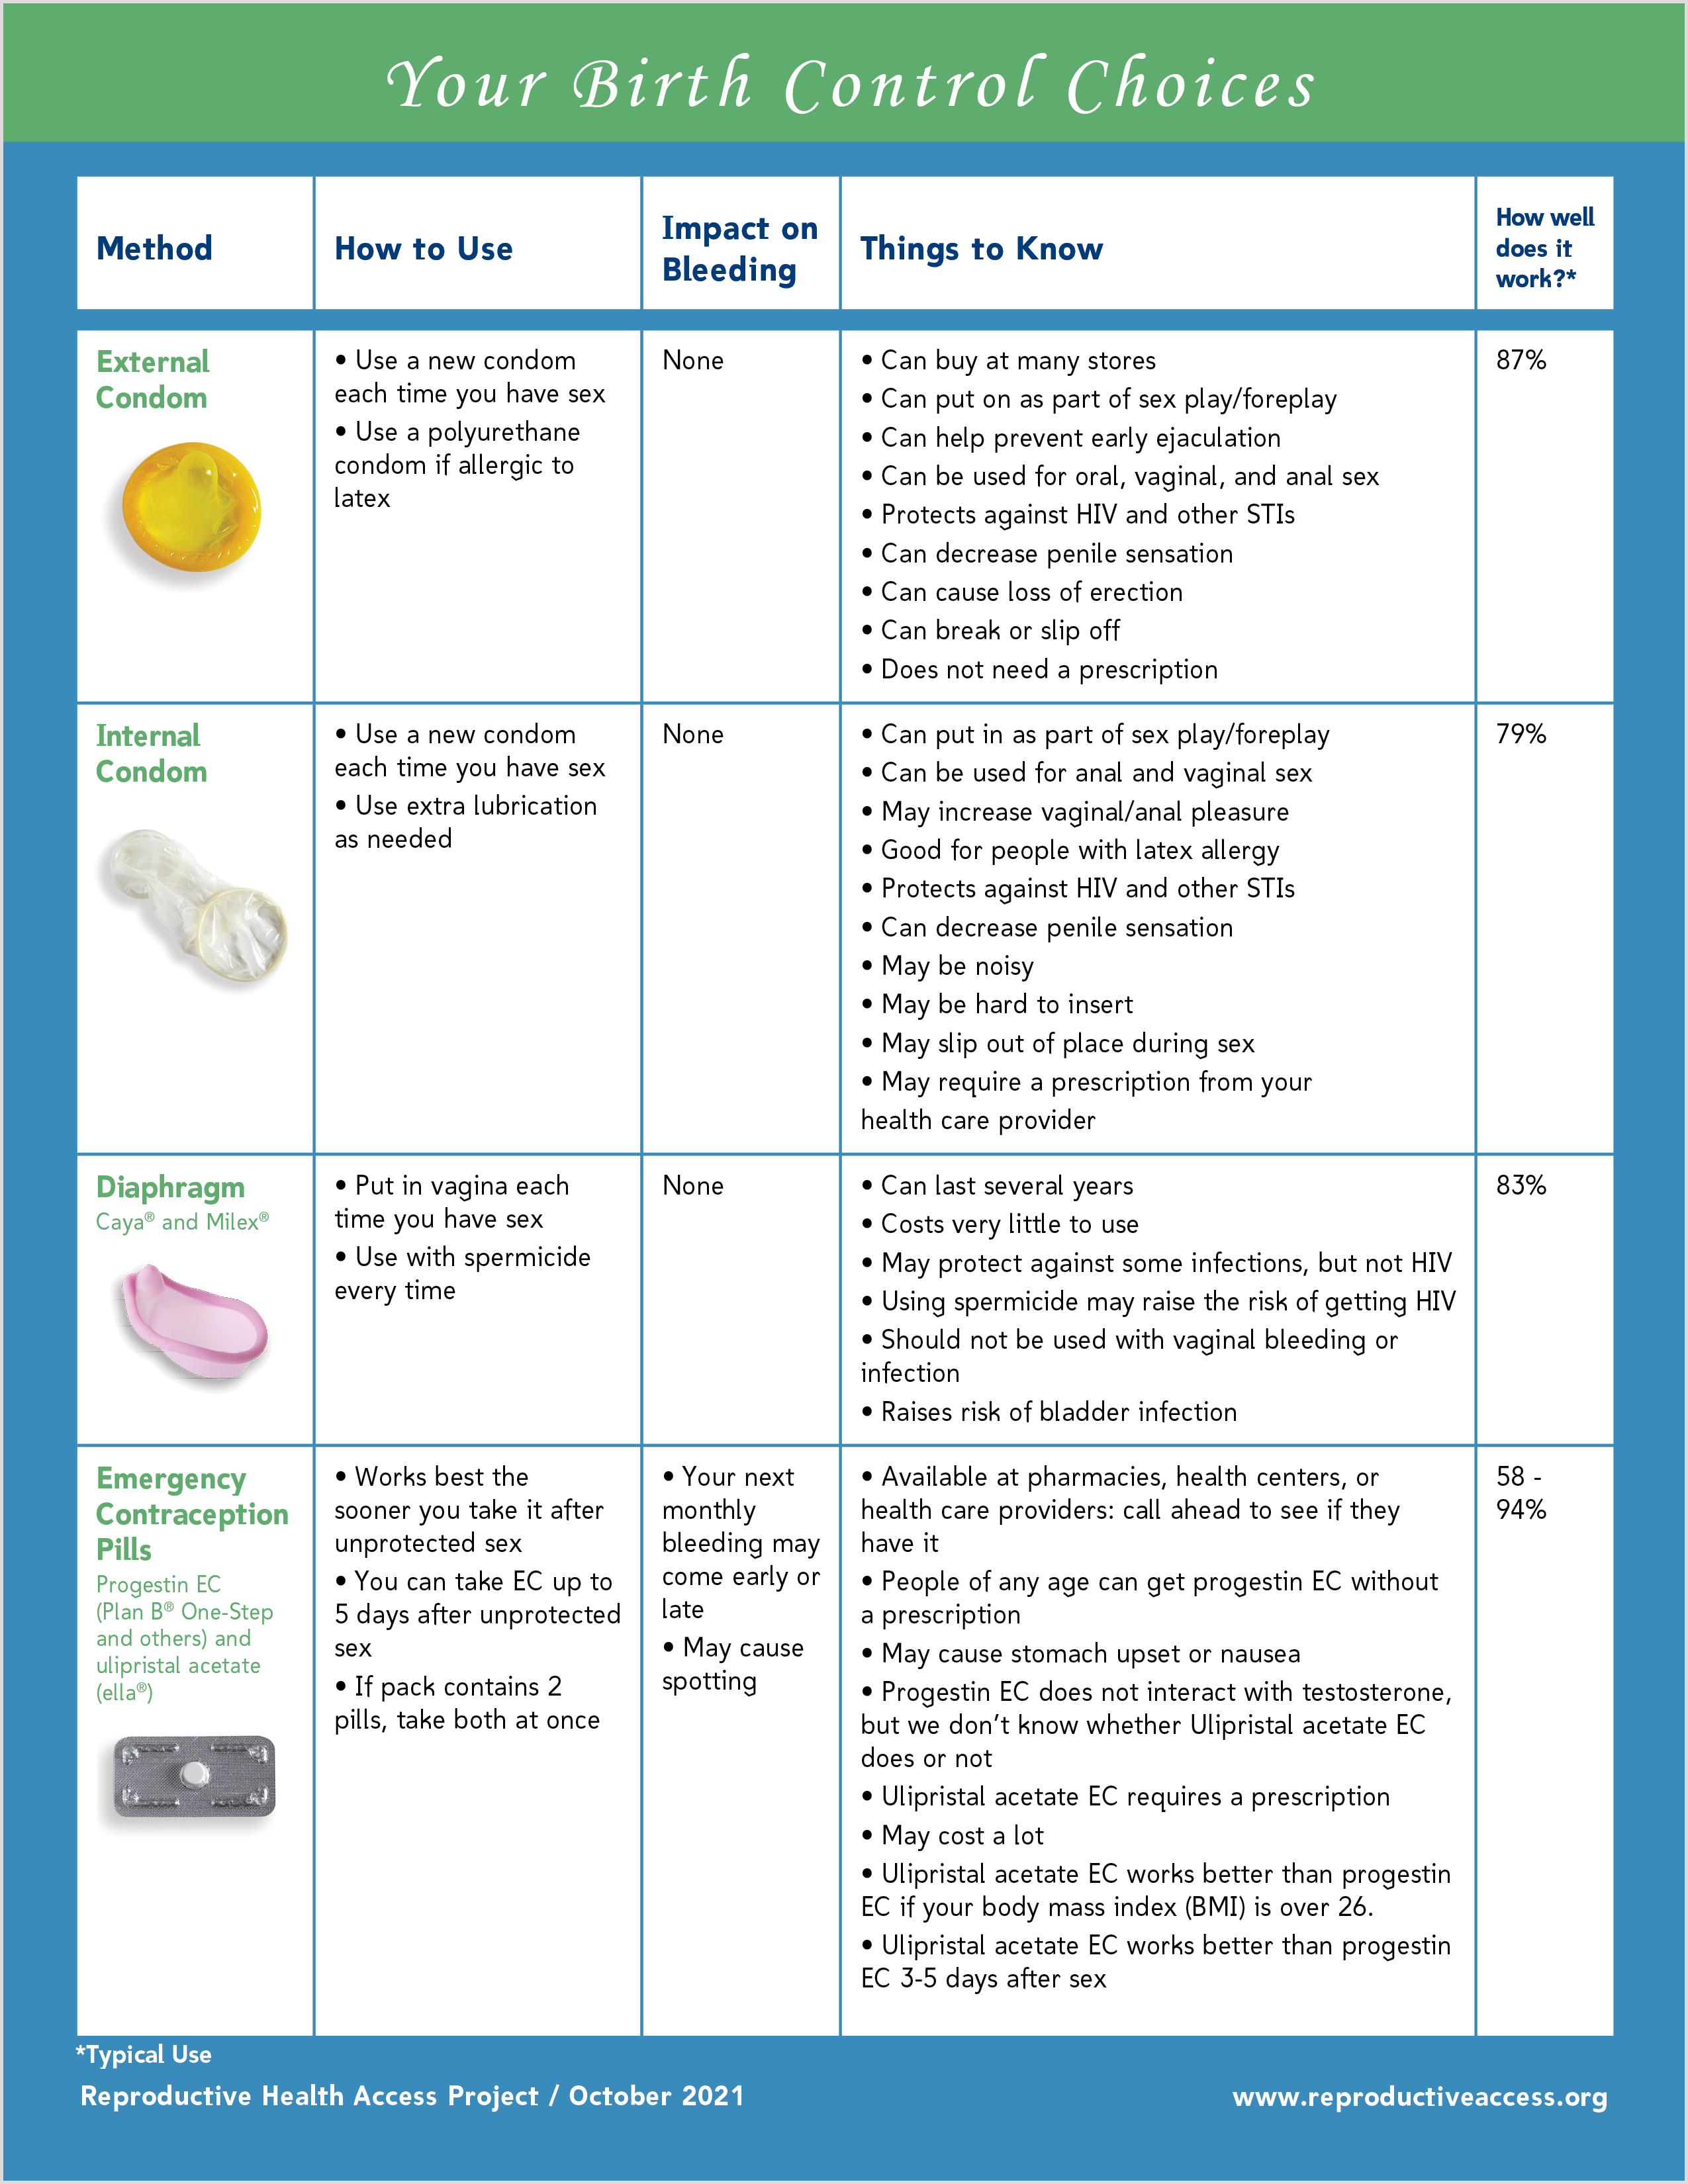 Your Birth Control Choices
Method
How to Use
Impact on
Bleeding
Things to Know
How well
does it
work?*
External
Condom
• Use a new condom
each time you have sex
• Use a polyurethane
condom if allergic to
latex
None
• Can buy at many stores
• Can put on as part of sex play/foreplay
• Can help prevent early ejaculation
• Can be used for oral, vaginal, and anal sex
• Protects against HIV and other STIs
• Can decrease penile sensation
• Can cause loss of erection
• Can break or slip off
• Does not need a prescription
87%
Internal
Condom
• Use a new condom
each time you have sex
• Use extra lubrication
as needed
None
• Can put in as part of sex play/foreplay
• Can be used for anal and vaginal sex
• May increase vaginal/anal pleasure
• Good for people with latex allergy
• Protects against HIV and other STIs
• Can decrease penile sensation
• May be noisy
• May be hard to insert
• May slip out of place during sex
• May require a prescription from your
health care provider
79%
Diaphragm
Caya® and Milex®
• Put in vagina each
time you have sex
• Use with spermicide
every time
None
• Can last several years
• Costs very little to use
• May protect against some infections, but not HIV
• Using spermicide may raise the risk of getting HIV
• Should not be used with vaginal bleeding or
infection
• Raises risk of bladder infection
83%
Emergency
Contraception
Pills
Progestin EC
(Plan B® One-Step
and others) and
ulipristal acetate
(ella®)
• Works best the
sooner you take it after
unprotected sex
• You can take EC up to
5 days after unprotected
sex
• If pack contains 2
pills, take both at once
• Your next
monthly
bleeding may
come early or
late
• May cause
spotting
• Available at pharmacies, health centers, or
health care providers: call ahead to see if they
have it
• People of any age can get progestin EC without
a prescription
• May cause stomach upset or nausea
• Progestin EC does not interact with testosterone,
but we don’t know whether Ulipristal acetate EC
does or not
• Ulipristal acetate EC requires a prescription
• May cost a lot
• Ulipristal acetate EC works better than progestin
EC if your body mass index (BMI) is over 26.
• Ulipristal acetate EC works better than progestin
EC 3-5 days after sex
58 -
94%
*Typical Use
Reproductive Health Access Project / October 2021
www.reproductiveaccess.org